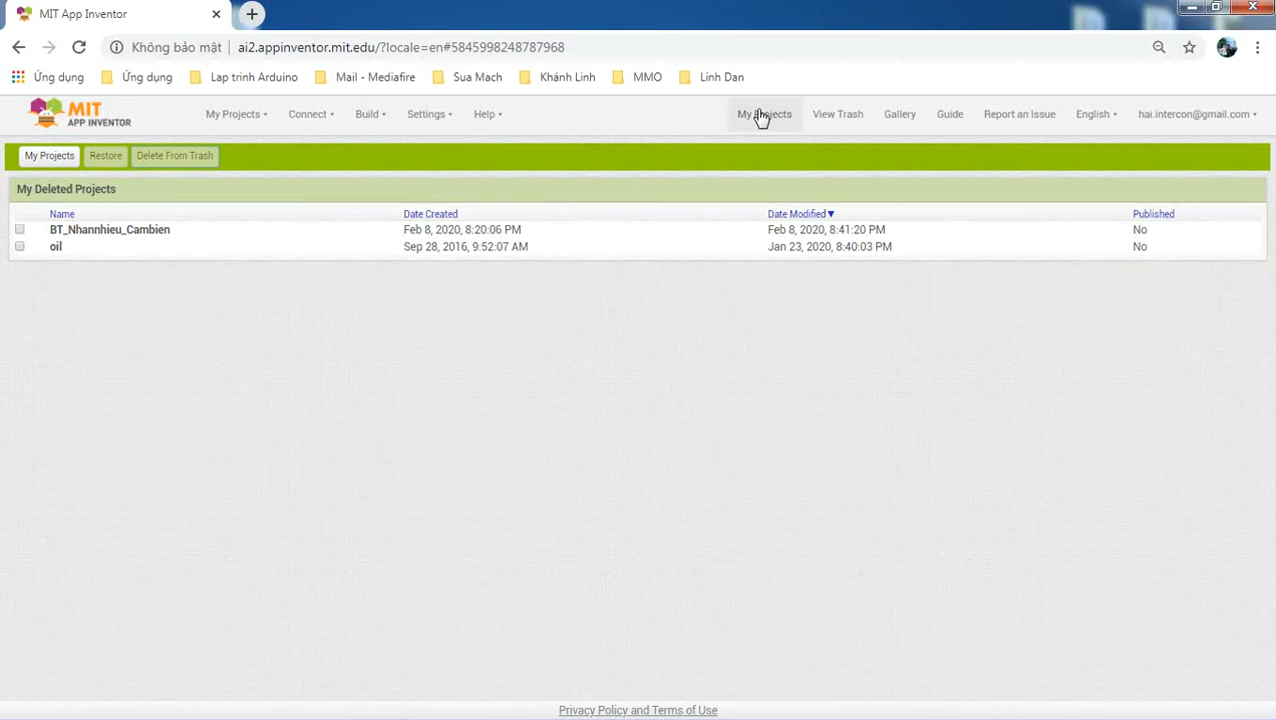 MIT App Inventor
Không bảo mật
ai2.appinventor.mit.edu/?locale=en#5845998248787968
Ứng dụng Ứng dụng Lap trinh Arduino Mail - Mediafire Sua Mach Khánh Linh MMO Linh Dan
MIT
APP INVENTOR
My Projects Connect Build Settings Help My Projects View Trash Gallery Guide Report an Issue English hai.intercon@gmail.com
My Projects Restore Delete From Trash
My Deleted Projects
Name Date Created Date Modified Published
BT_Nhannhieu_Cambien Feb 8, 2020, 8:20:06 PM Feb 8, 2020, 8:41:20 PM No
oil Sep 28, 2016, 9:52:07 AM Jan 23, 2020, 8:40:03 PM No
Privacy Policy and Terms of Use